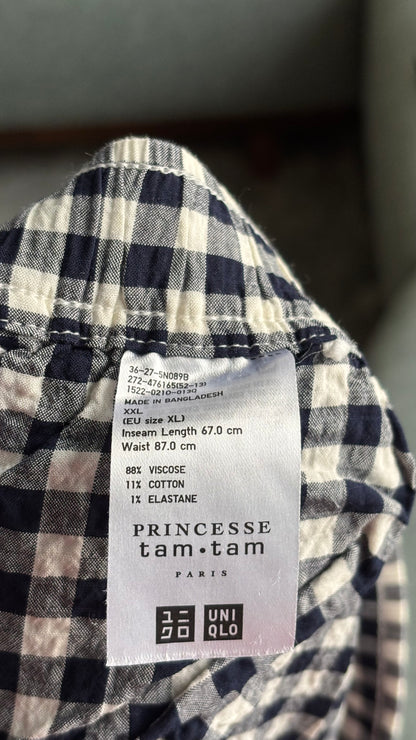 36-27-5N089B
272-476165(52-13)
1522-0210-013Q
MADE IN BANGLADESH
XXL
(EU size XL)
Inseam Length 67.0 cm
Waist 87.0 cm
88% VISCOSE
11% COTTON
1% ELASTANE
PRINCESSE
tam•tam
PARIS
ユニ UNI
クロ QLO